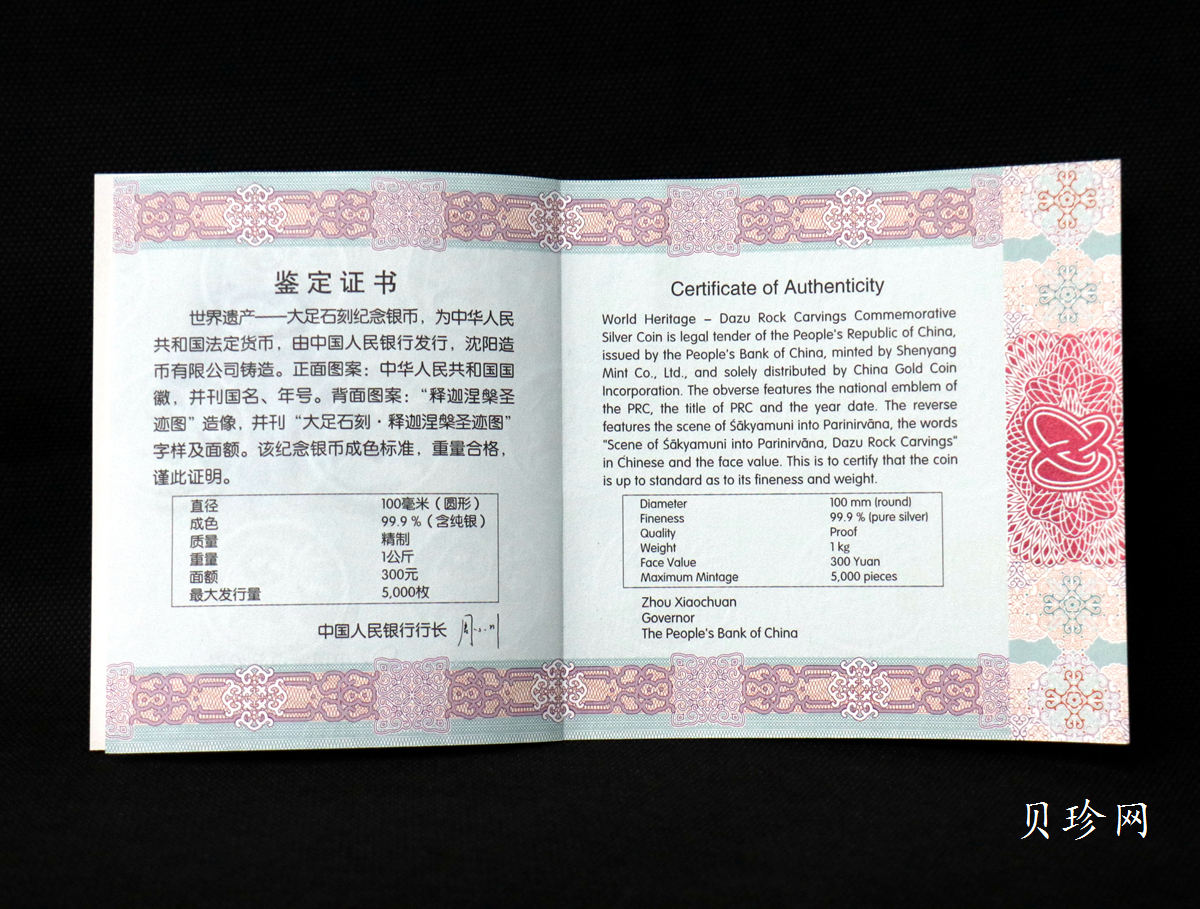 鉴定证书
世界遗产——大足石刻纪念银币，为中华人民
共和国法定货币，由中国人民银行发行，沈阳造
币有限公司铸造。正面图案：中华人民共和国国
徽，并刊国名、年号。背面图案：“释迦涅槃圣
迹图”造像，并刊“大足石刻·释迦涅槃圣迹图”
字样及面额。该纪念银币成色标准，重量合格，
谨此证明。
直径 100毫米（圆形）
成色 99.9％（含纯银）
质量 精制
重量 1公斤
面额 300元
最大发行量 5,000枚
中国人民银行行长
Certificate of Authenticity
World Heritage – Dazu Rock Carvings Commemorative
Silver Coin is legal tender of the People's Republic of China,
issued by the People's Bank of China, minted by Shenyang
Mint Co., Ltd., and solely distributed by China Gold Coin
Incorporation. The obverse features the national emblem of
the PRC, the title of PRC and the year date. The reverse
features the scene of Śākyamuni into Parinirvāna, the words
"Scene of Śākyamuni into Parinirvāna, Dazu Rock Carvings"
in Chinese and the face value. This is to certify that the coin
is up to standard as to its fineness and weight.
Diameter 100 mm (round)
Fineness 99.9 % (pure silver)
Quality Proof
Weight 1 kg
Face Value 300 Yuan
Maximum Mintage 5,000 pieces
Zhou Xiaochuan
Governor
The People's Bank of China
贝珍网